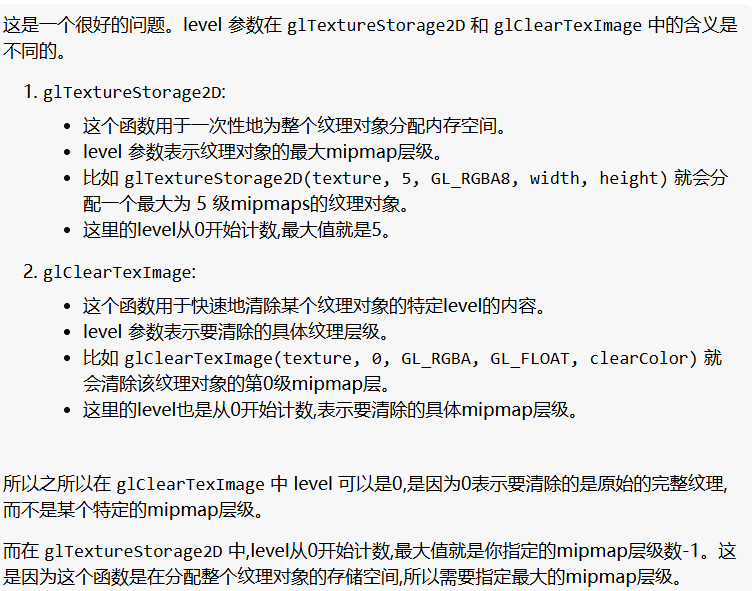 这是一个很好的问题。level 参数在 glTextureStorage2D 和 glClearTexImage 中的含义是
不同的。
1. glTextureStorage2D:
• 这个函数用于一次性地为整个纹理对象分配内存空间。
• level 参数表示纹理对象的最大mipmap层级。
• 比如 glTextureStorage2D(texture, 5, GL_RGBA8, width, height) 就会分
配一个最大为 5 级mipmaps的纹理对象。
• 这里的level从0开始计数,最大值就是5。
2. glClearTexImage:
• 这个函数用于快速地清除某个纹理对象的特定level的内容。
• level 参数表示要清除的具体纹理层级。
• 比如 glClearTexImage(texture, 0, GL_RGBA, GL_FLOAT, clearColor) 就
会清除该纹理对象的第0级mipmap层。
• 这里的level也是从0开始计数,表示要清除的具体mipmap层级。
所以之所以在 glClearTexImage 中 level 可以是0,是因为0表示要清除的是原始的完整纹理,
而不是某个特定的mipmap层级。
而在 glTextureStorage2D 中,level从0开始计数,最大值就是你指定的mipmap层级数-1。这
是因为这个函数是在分配整个纹理对象的存储空间,所以需要指定最大的mipmap层级。